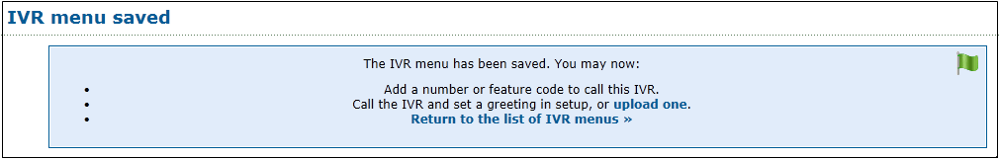 IVR menu saved
The IVR menu has been saved. You may now:
• Add a number or feature code to call this IVR.
• Call the IVR and set a greeting in setup, or upload one.
• Return to the list of IVR menus »